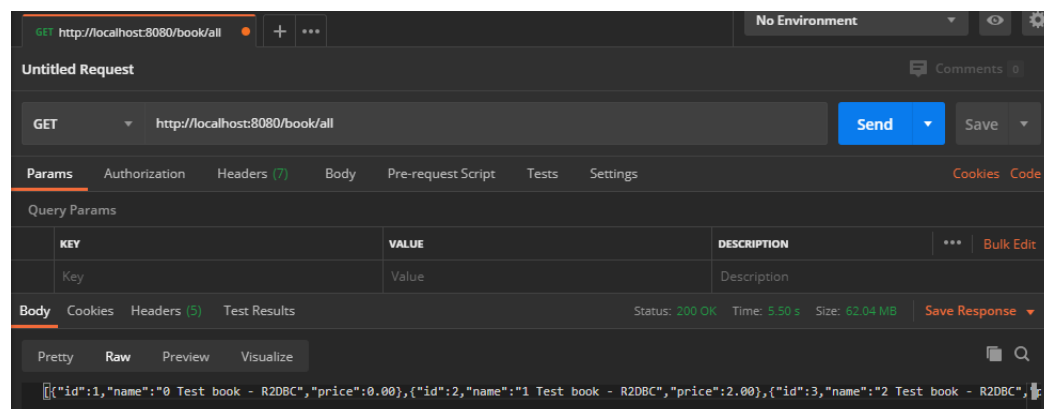 GET http://localhost:8080/book/all
No Environment
Untitled Request
Comments 0
GET http://localhost:8080/book/all Send Save
Params Authorization Headers (7) Body Pre-request Script Tests Settings Cookies Code
Query Params
KEY VALUE DESCRIPTION ••• Bulk Edit
Key Value Description
Body Cookies Headers (5) Test Results Status: 200 OK Time: 5.50 s Size: 62.04 MB Save Response
Pretty Raw Preview Visualize
[{"id":1,"name":"0 Test book - R2DBC","price":0.00},{"id":2,"name":"1 Test book - R2DBC","price":2.00},{"id":3,"name":"2 Test book - R2DBC",